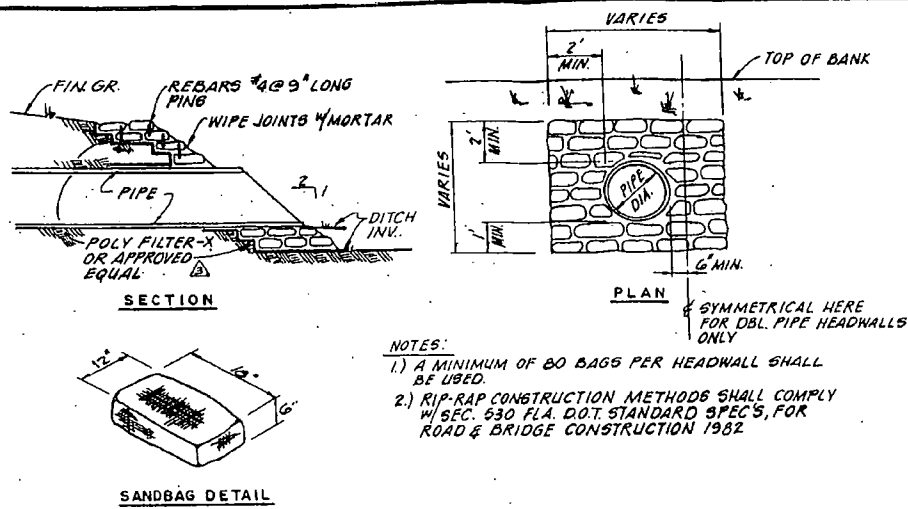 FIN. GR.
REBARS #4@9" LONG
PINS
WIPE JOINTS W/MORTAR
PIPE
2
1
DITCH
INV.
POLY FILTER-X
OR APPROVED
EQUAL
3
SECTION
VARIES
2'
MIN.
TOP OF BANK
VARIES
2'
MIN.
PIPE
DIA.
1'
MIN.
6" MIN.
PLAN
℄ SYMMETRICAL HERE
FOR DBL. PIPE HEADWALLS
ONLY
12"
6"
SANDBAG DETAIL
NOTES:
1.) A MINIMUM OF 80 BAGS PER HEADWALL SHALL
BE USED.
2.) RIP-RAP CONSTRUCTION METHODS SHALL COMPLY
W/SEC. 530 FLA. D.O.T. STANDARD SPEC'S, FOR
ROAD & BRIDGE CONSTRUCTION 1982